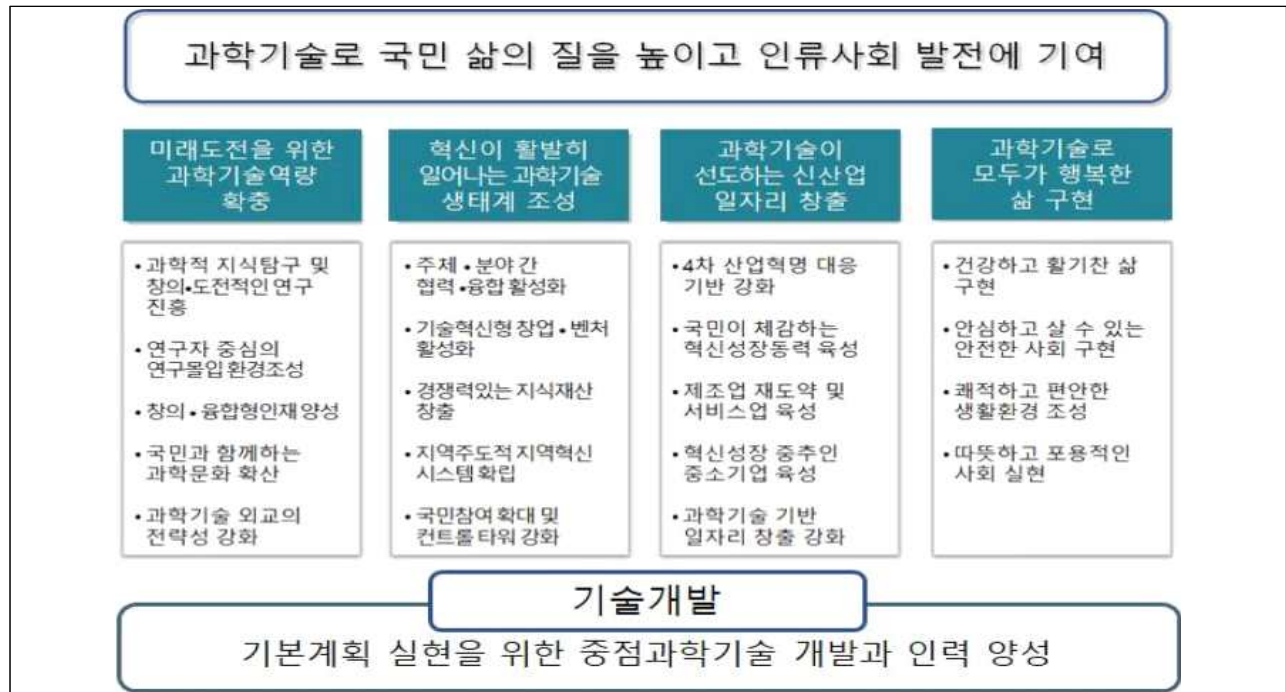 과학기술로 국민 삶의 질을 높이고 인류사회 발전에 기여
미래도전을 위한
과학기술역량
확충
• 과학적 지식탐구 및
창의•도전적인 연구
진흥
• 연구자 중심의
연구몰입환경조성
• 창의 • 융합형인재 양성
• 국민과 함께하는
과학문화 확산
• 과학기술 외교의
전략성 강화
혁신이 활발히
일어나는 과학기술
생태계 조성
• 주체 • 분야 간
협력 •융합 활성화
• 기술혁신형 창업 • 벤처
활성화
• 경쟁력있는 지식재산
창출
• 지역주도적 지역혁신
시스템 확립
• 국민참여 확대 및
컨트롤 타워 강화
과학기술이
선도하는 신산업
일자리 창출
• 4차 산업혁명 대응
기반 강화
• 국민이 체감하는
혁신성장동력 육성
• 제조업 재도약 및
서비스업 육성
• 혁신성장 중추인
중소기업 육성
• 과학기술 기반
일자리 창출 강화
과학기술로
모두가 행복한
삶 구현
• 건강하고 활기찬 삶
구현
• 안심하고 살 수 있는
안전한 사회 구현
• 쾌적하고 편안한
생활환경 조성
• 따뜻하고 포용적인
사회 실현
기술개발
기본계획 실현을 위한 중점과학기술 개발과 인력 양성